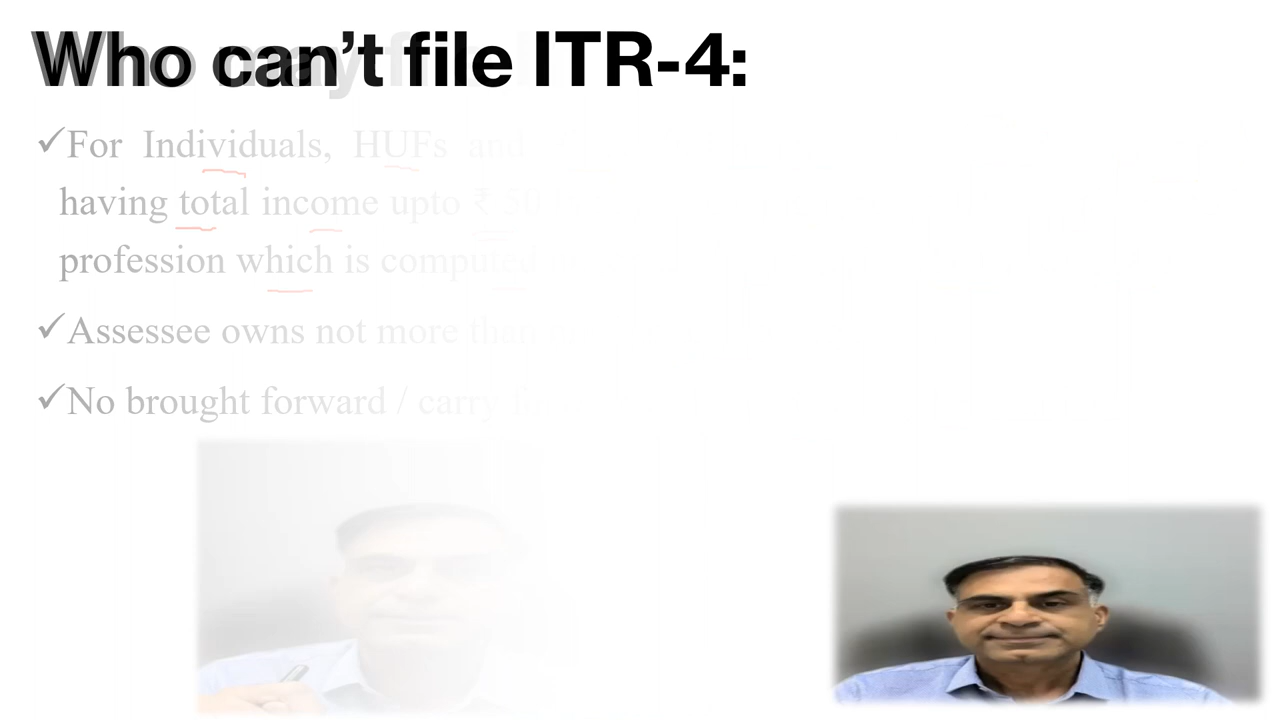 Who can't file ITR-4:
✓For Individuals, HUFs and
having total income upto ₹ 50
profession which is computed
✓Assessee owns not more than
✓No brought forward / carry